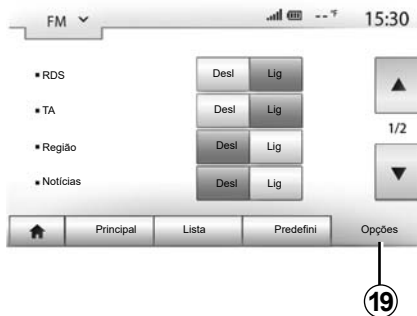 FM -- °F 15:30
RDS Desl Lig
TA Desl Lig
1/2
Região Desl Lig
Notícias Desl Lig
Principal Lista Predefini Opções
19